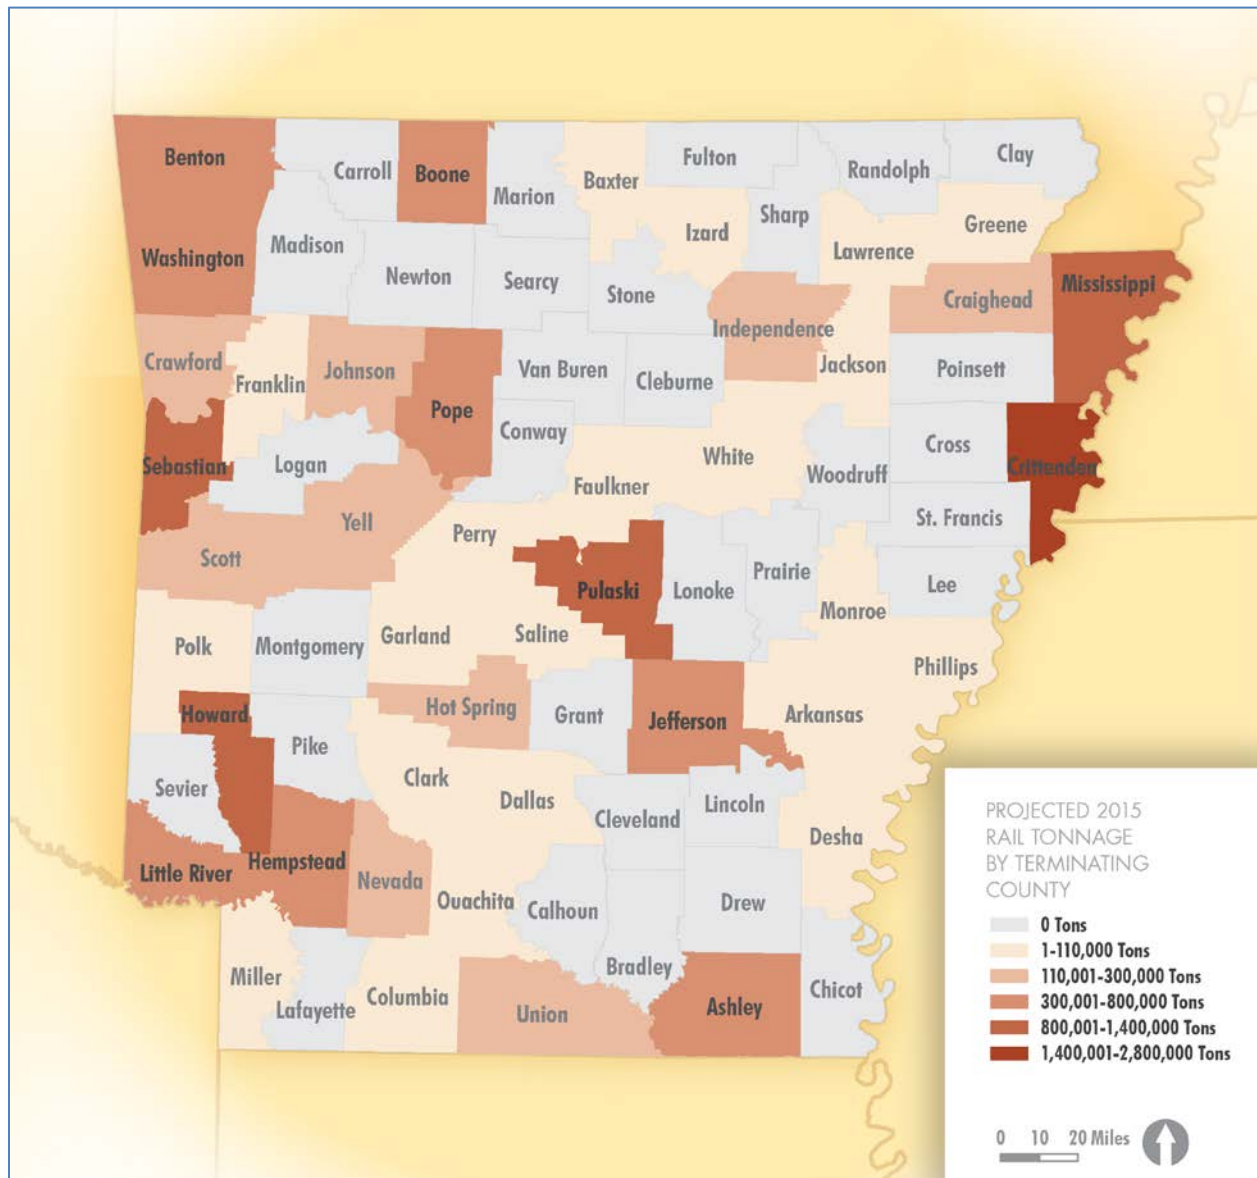 Benton
Carroll
Boone
Marion
Baxter
Fulton
Randolph
Clay
Sharp
Izard
Greene
Lawrence
Washington
Madison
Newton
Searcy
Stone
Independence
Craighead
Mississippi
Crawford
Franklin
Johnson
Pope
Van Buren
Cleburne
Jackson
Poinsett
Sebastian
Logan
Conway
White
Woodruff
Cross
Crittenden
Faulkner
Yell
Perry
St. Francis
Scott
Pulaski
Lonoke
Prairie
Lee
Monroe
Polk
Montgomery
Garland
Saline
Phillips
Howard
Pike
Hot Spring
Grant
Jefferson
Arkansas
Sevier
Clark
Dallas
Cleveland
Lincoln
Desha
Little River
Hempstead
Nevada
Ouachita
Calhoun
Drew
Bradley
Miller
Lafayette
Columbia
Union
Ashley
Chicot
PROJECTED 2015
RAIL TONNAGE
BY TERMINATING
COUNTY
0 Tons
1-110,000 Tons
110,001-300,000 Tons
300,001-800,000 Tons
800,001-1,400,000 Tons
1,400,001-2,800,000 Tons
0 10 20 Miles